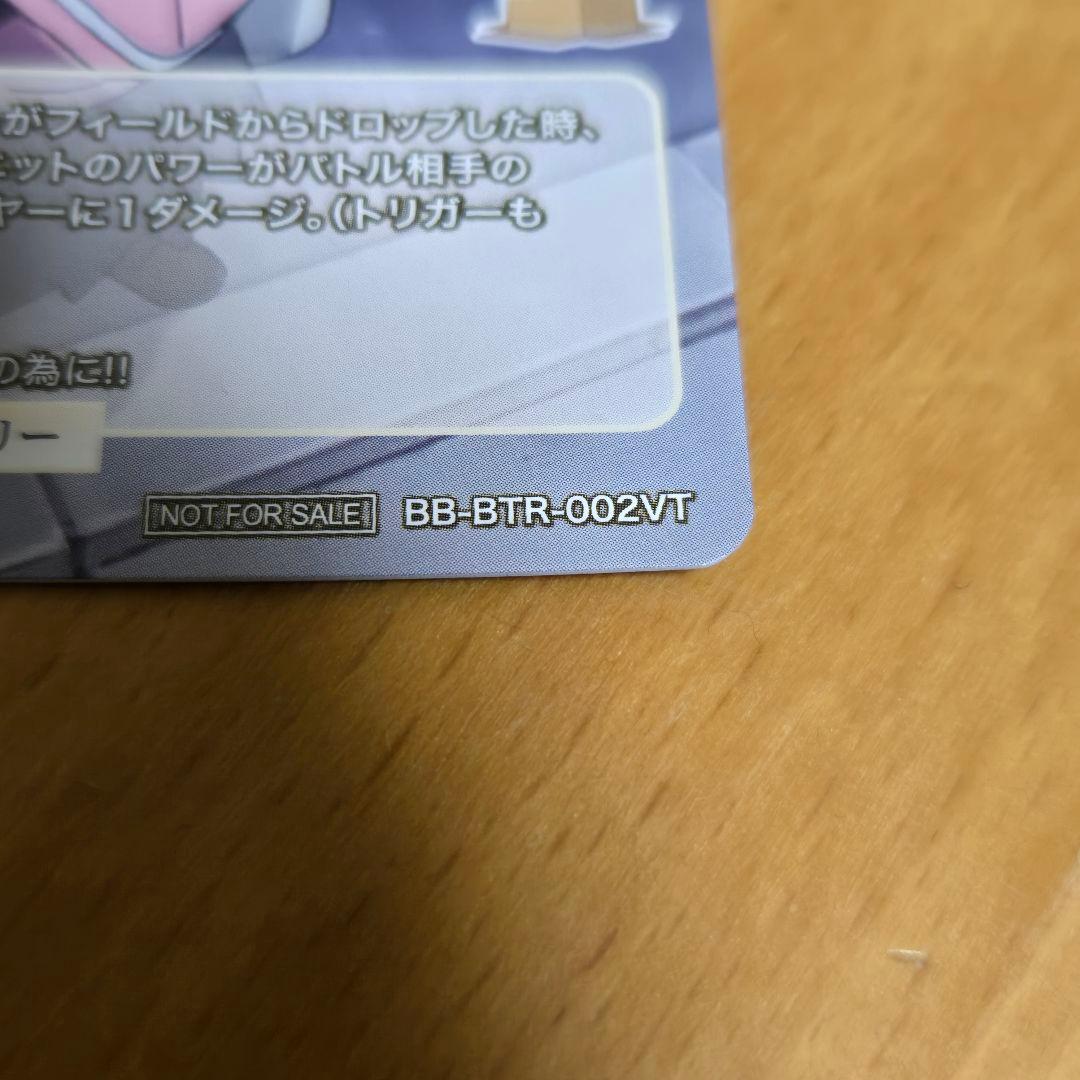 がフィールドからドロップした時、
ニットのパワーがバトル相手の
ヤーに1ダメージ。(トリガーも
の為に!!
リー
NOT FOR SALE BB-BTR-002VT